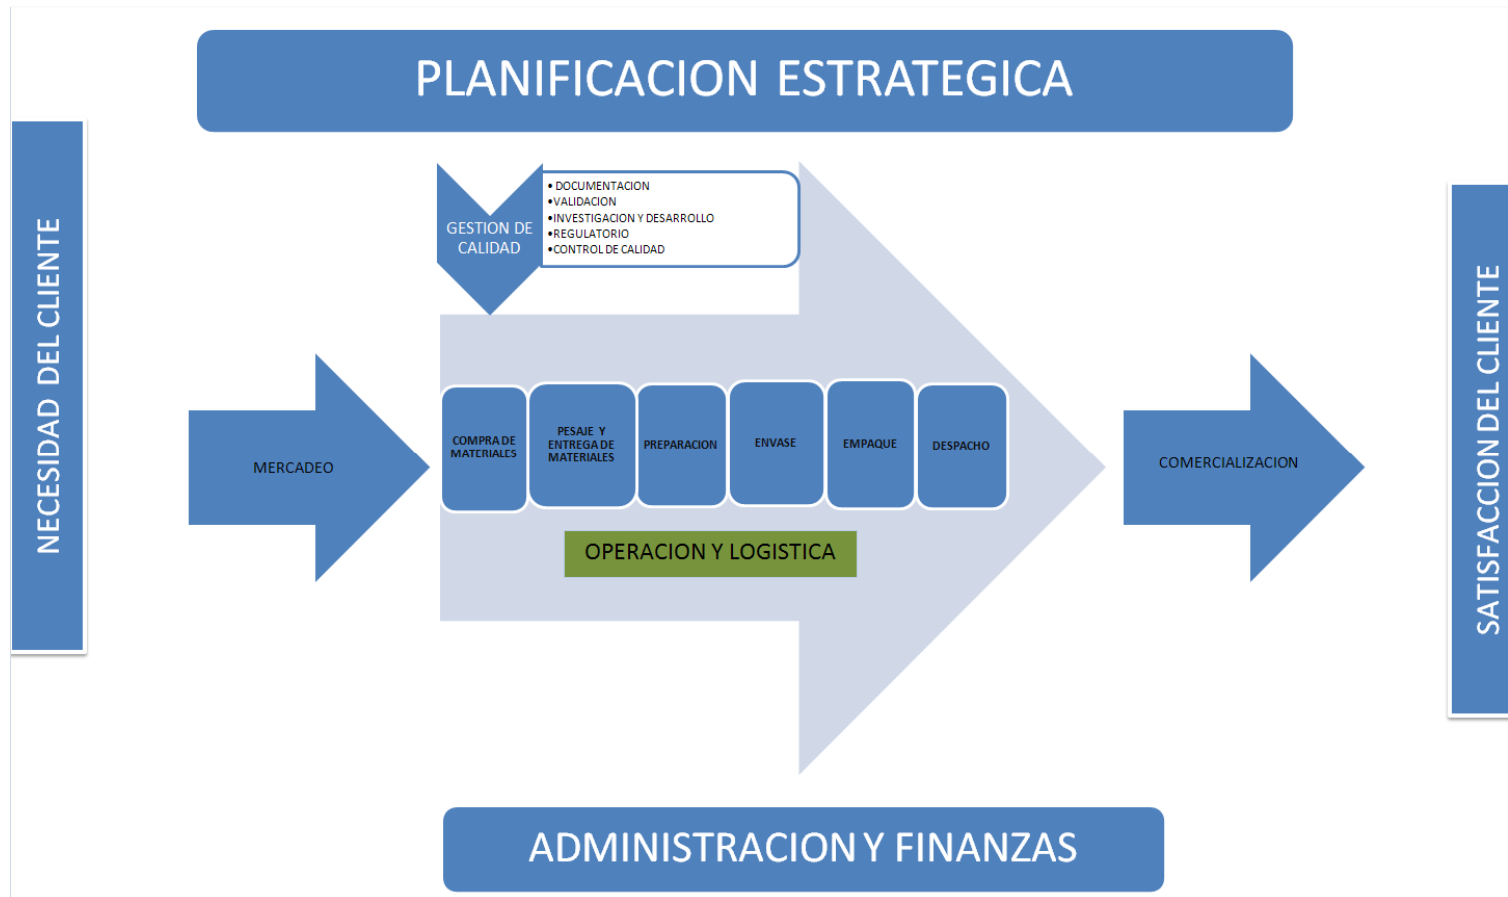 PLANIFICACION ESTRATEGICA
NECESIDAD DEL CLIENTE
GESTION DE
CALIDAD
•DOCUMENTACION
•VALIDACION
•INVESTIGACION Y DESARROLLO
•REGULATORIO
•CONTROL DE CALIDAD
MERCADEO
COMPRA DE
MATERIALES
PESAJE Y
ENTREGA DE
MATERIALES
PREPARACION
ENVASE
EMPAQUE
DESPACHO
OPERACION Y LOGISTICA
COMERCIALIZACION
SATISFACCION DEL CLIENTE
ADMINISTRACION Y FINANZAS